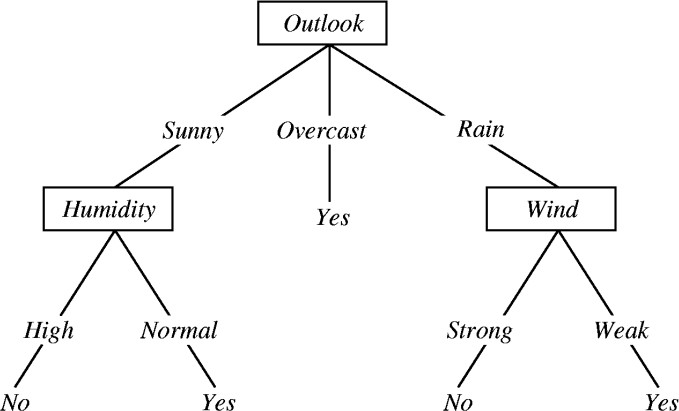 Outlook
Sunny Overcast Rain
Humidity Yes Wind
High Normal Strong Weak
No Yes No Yes